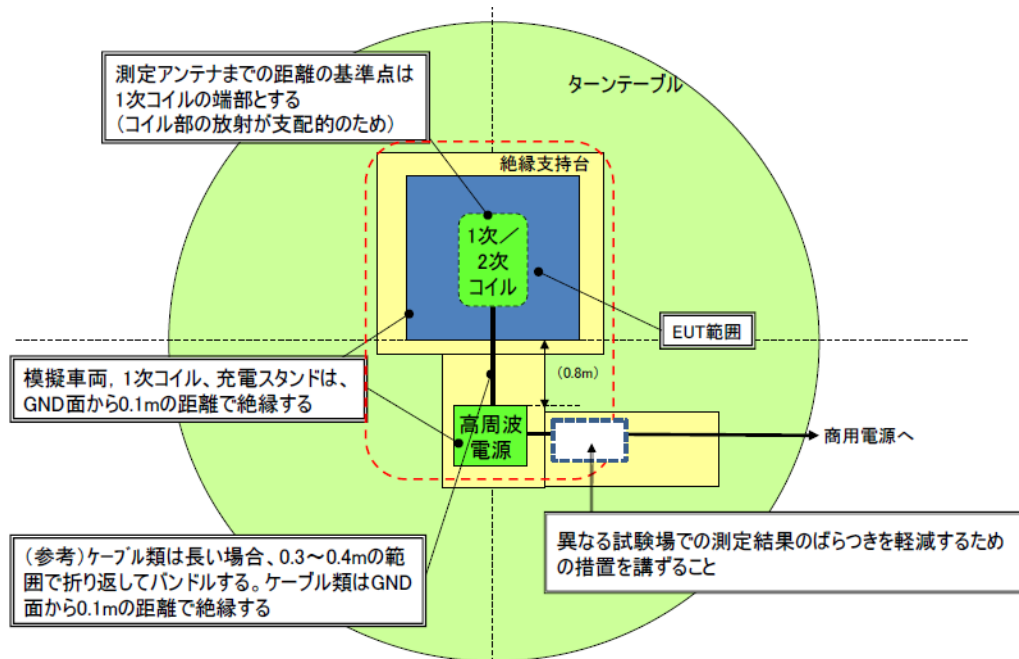 測定アンテナまでの距離の基準点は
1次コイルの端部とする
(コイル部の放射が支配的のため)
ターンテーブル
絶縁支持台
1次/
2次
コイル
EUT範囲
模擬車両,1次コイル、充電スタンドは、
GND面から0.1mの距離で絶縁する
(0.8m)
高周波
電源
商用電源へ
(参考)ケーブル類は長い場合、0.3~0.4mの範
囲で折り返してバンドルする。ケーブル類はGND
面から0.1mの距離で絶縁する
異なる試験場での測定結果のばらつきを軽減するため
の措置を講ずること